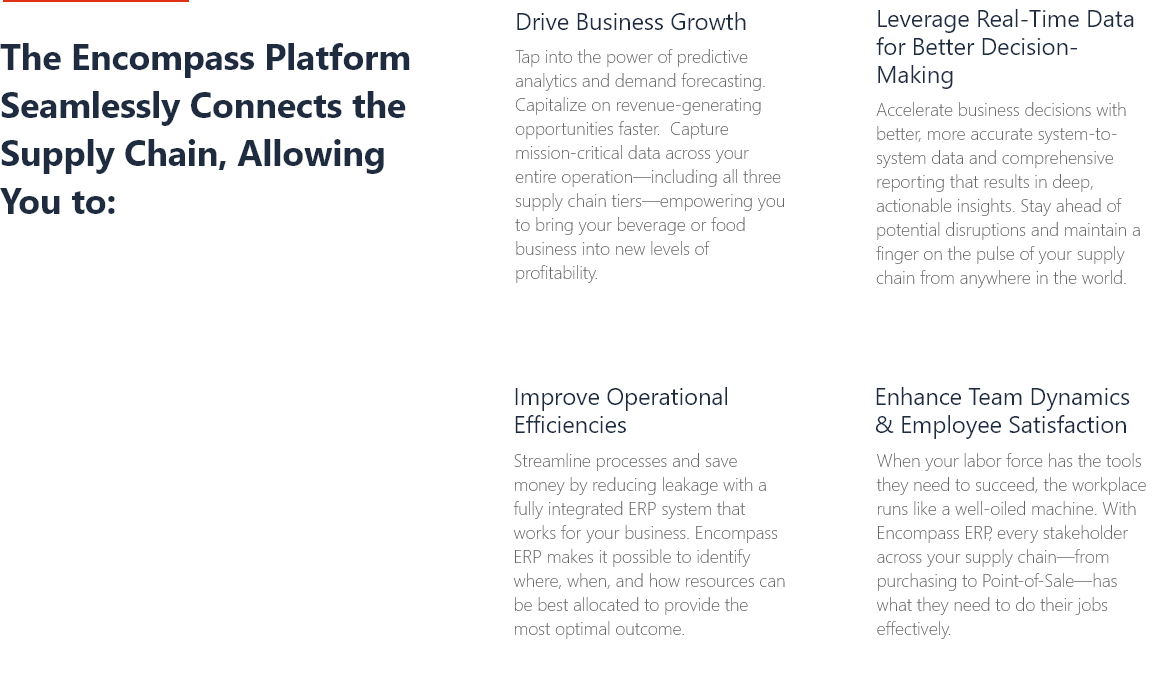 The Encompass Platform
Seamlessly Connects the
Supply Chain, Allowing
You to:
Drive Business Growth
Tap into the power of predictive
analytics and demand forecasting.
Capitalize on revenue-generating
opportunities faster.  Capture
mission-critical data across your
entire operation—including all three
supply chain tiers—empowering you
to bring your beverage or food
business into new levels of
profitability.
Leverage Real-Time Data
for Better Decision-
Making
Accelerate business decisions with
better, more accurate system-to-
system data and comprehensive
reporting that results in deep,
actionable insights. Stay ahead of
potential disruptions and maintain a
finger on the pulse of your supply
chain from anywhere in the world.
Improve Operational
Efficiencies
Streamline processes and save
money by reducing leakage with a
fully integrated ERP system that
works for your business. Encompass
ERP makes it possible to identify
where, when, and how resources can
be best allocated to provide the
most optimal outcome.
Enhance Team Dynamics
& Employee Satisfaction
When your labor force has the tools
they need to succeed, the workplace
runs like a well-oiled machine. With
Encompass ERP, every stakeholder
across your supply chain—from
purchasing to Point-of-Sale—has
what they need to do their jobs
effectively.